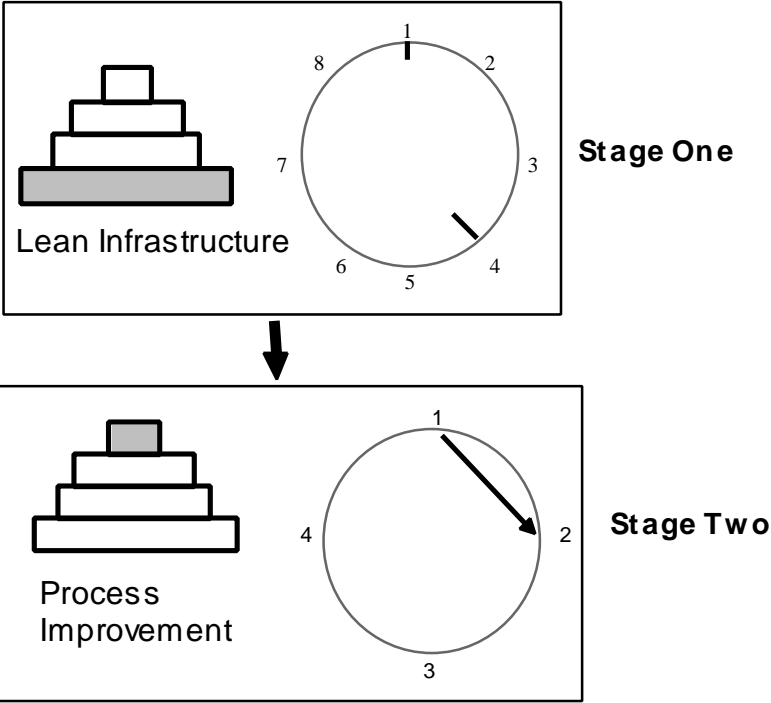 1
8
2
Stage One
7
3
Lean Infrastructure
6
4
5
1
Stage Two
4
2
Process
Improvement
3